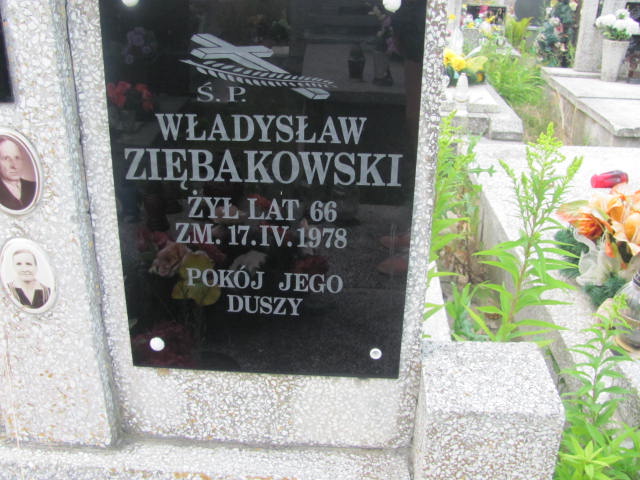 Ś.P.
WŁADYSŁAW
ZIĘBAKOWSKI
ŻYŁ LAT 66
ZM. 17.IV.1978
POKÓJ JEGO
DUSZY